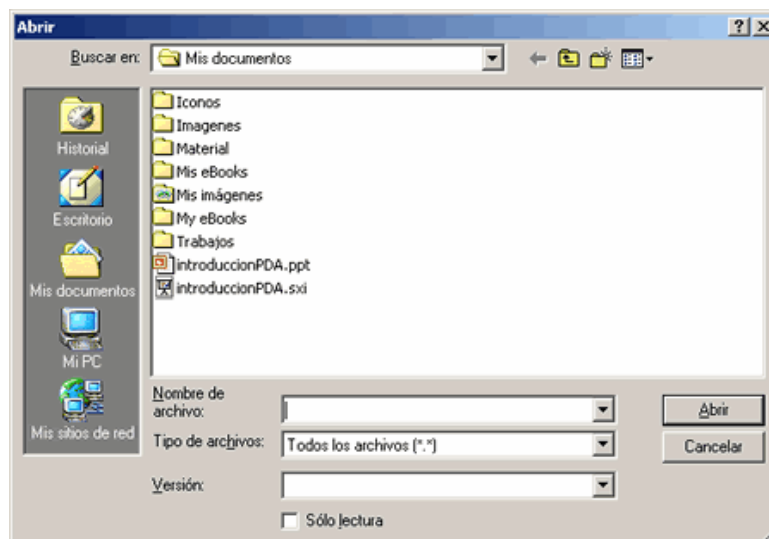 Abrir
Buscar en: Mis documentos
Historial
Escritorio
Mis documentos
Mi PC
Mis sitios de red
Iconos
Imagenes
Material
Mis eBooks
Mis imágenes
My eBooks
Trabajos
introduccionPDA.ppt
introduccionPDA.sxi
Nombre de
archivo:
Abrir
Tipo de archivos: Todos los archivos (*.*)
Cancelar
Versión:
Sólo lectura